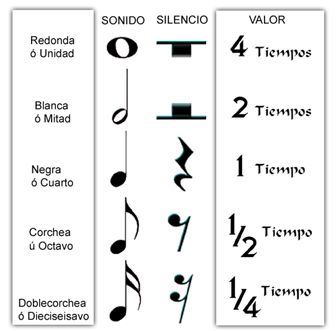 SONIDO SILENCIO VALOR
Redonda
ó Unidad
4 Tiempos
Blanca
ó Mitad
2 Tiempos
Negra
ó Cuarto
1 Tiempo
Corchea
ú Octavo
1/2 Tiempo
Doblecorchea
ó Dieciseisavo
1/4 Tiempo